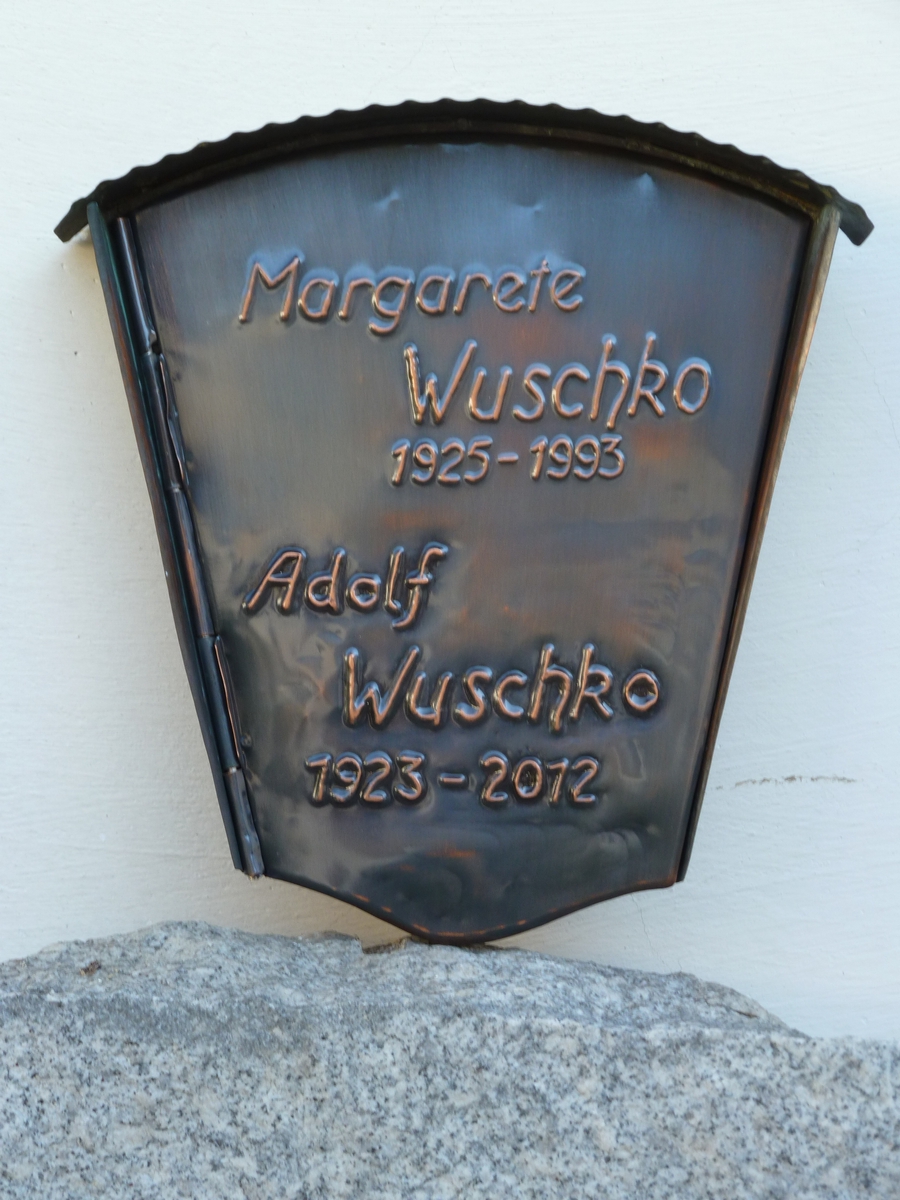 Margarete
Wuschko
1925-1993
Adolf
Wuschko
1923-2012